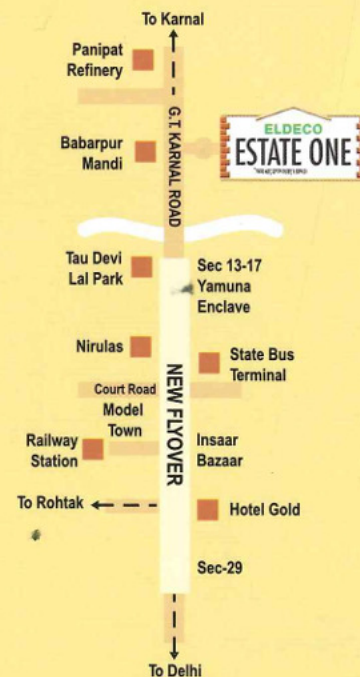 To Karnal
Panipat
Refinery
G.T. KARNAL ROAD
Babarpur
Mandi
ELDECO
ESTATE ONE
Tau Devi
Lal Park
Sec 13-17
Yamuna
Enclave
Nirulas
State Bus
Terminal
NEW FLYOVER
Court Road
Model
Town
Railway
Station
Insaar
Bazaar
To Rohtak
Hotel Gold
Sec-29
To Delhi